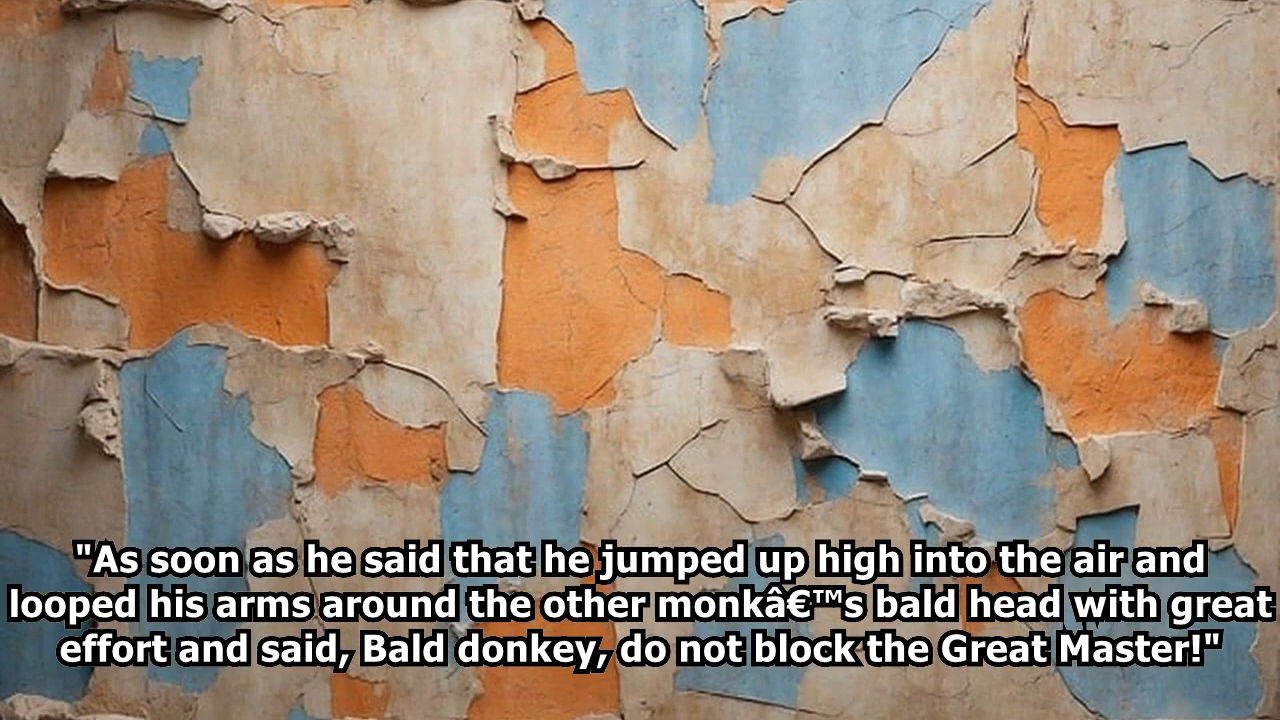 "As soon as he said that he jumped up high into the air and
looped his arms around the other monkâ€™s bald head with great
effort and said, Bald donkey, do not block the Great Master!"